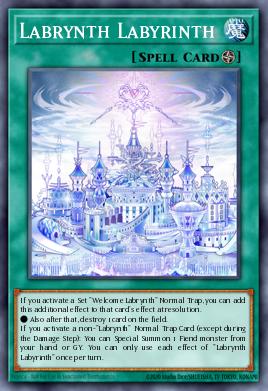 LABRYNTH LABYRINTH
魔
[SPELL CARD]
If you activate a Set "Welcome Labrynth" Normal Trap, you can
add this additional effect to that card's effect at resolution.
● Also after that, destroy 1 card on the field.
If you activate a non-"Labrynth" Normal Trap Card (except during
the Damage Step): You can Special Summon 1 Fiend monster from
your hand or GY. You can only use each effect of "Labrynth
Labyrinth" once per turn.